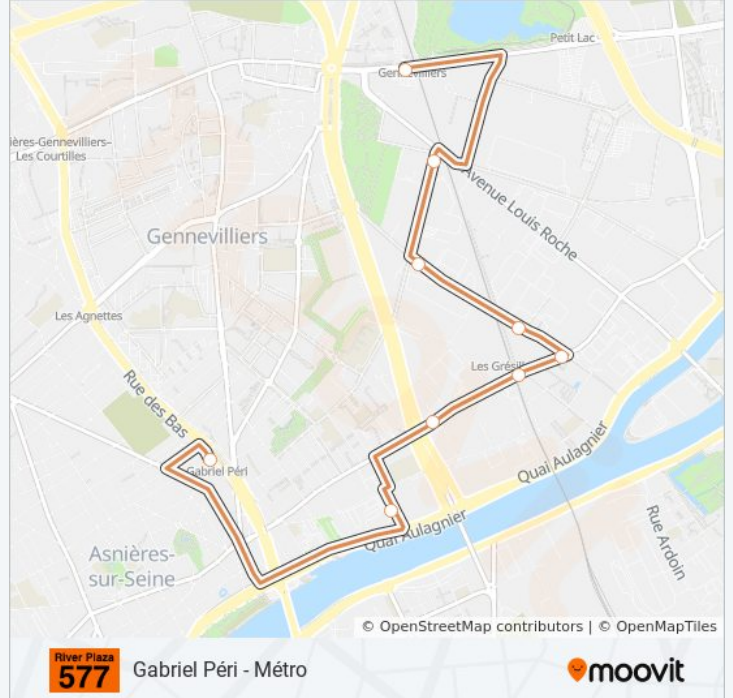 Petit Lac
Gennevilliers
ières-Gennevilliers–
Les Courtilles
Avenue Louis Roche
Gennevilliers
Les Agnettes
Les Grésill
Rue des Bas
Gabriel Péri
Quai Aulagnier
Quai Aulagnier
Rue Ardoin
Asnières-
sur-Seine
© OpenStreetMap contributors | © OpenMapTiles
River Plaza
577
Gabriel Péri - Métro
moovit